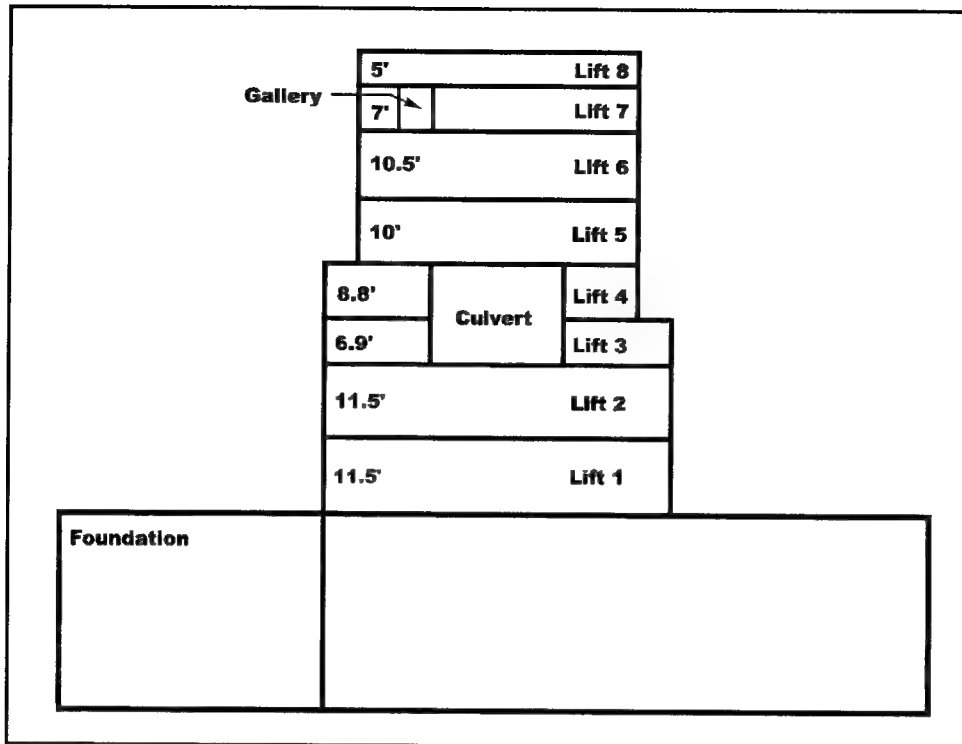 5' Lift 8
Gallery
7' Lift 7
10.5' Lift 6
10' Lift 5
8.8' Lift 4
Culvert
6.9' Lift 3
11.5' Lift 2
11.5' Lift 1
Foundation